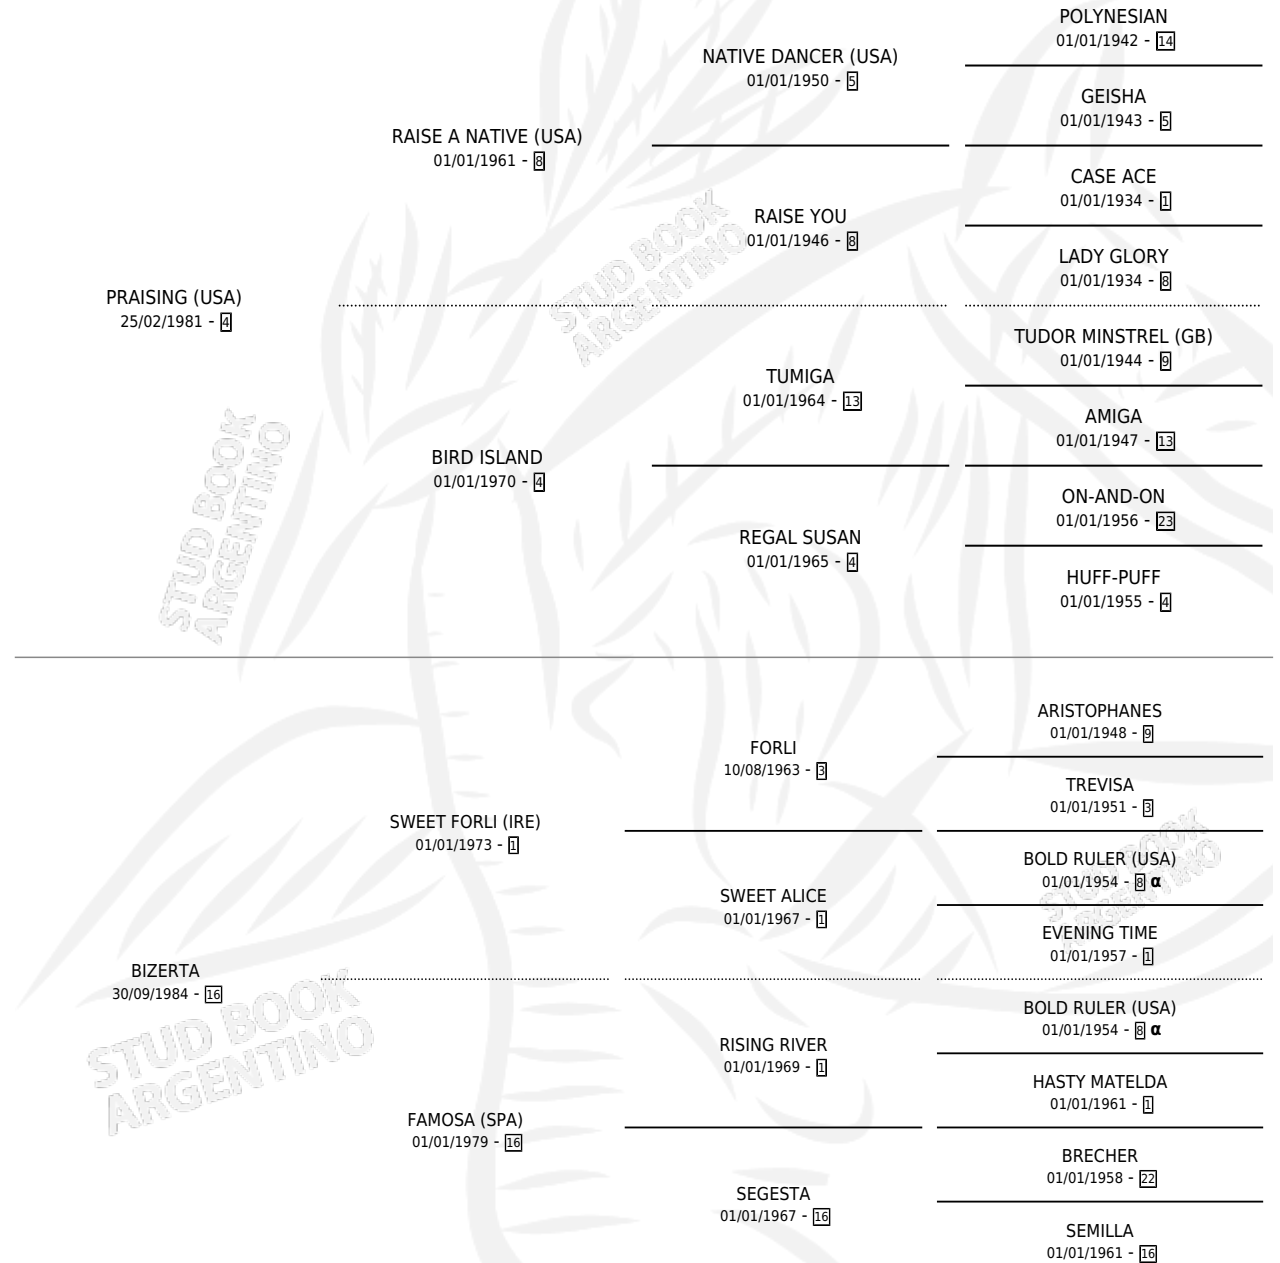 POLYNESIAN
01/01/1942 - 14
NATIVE DANCER (USA)
01/01/1950 - 5
GEISHA
01/01/1943 - 5
RAISE A NATIVE (USA)
01/01/1961 - 8
CASE ACE
01/01/1934 - 1
RAISE YOU
01/01/1946 - 8
LADY GLORY
01/01/1934 - 8
STUD BOOK
ARGENTINO
PRAISING (USA)
25/02/1981 - 4
TUDOR MINSTREL (GB)
01/01/1944 - 9
TUMIGA
01/01/1964 - 13
AMIGA
01/01/1947 - 13
BIRD ISLAND
01/01/1970 - 4
ON-AND-ON
01/01/1956 - 23
REGAL SUSAN
01/01/1965 - 4
HUFF-PUFF
01/01/1955 - 4
STUD BOOK
ARGENTINO
ARISTOPHANES
01/01/1948 - 9
FORLI
10/08/1963 - 3
TREVISA
01/01/1951 - 3
SWEET FORLI (IRE)
01/01/1973 - 1
BOLD RULER (USA)
01/01/1954 - 8 α
SWEET ALICE
01/01/1967 - 1
EVENING TIME
01/01/1957 - 1
STUD BOOK
ARGENTINO
BIZERTA
30/09/1984 - 16
BOLD RULER (USA)
01/01/1954 - 8 α
RISING RIVER
01/01/1969 - 1
HASTY MATELDA
01/01/1961 - 1
STUD BOOK
ARGENTINO
FAMOSA (SPA)
01/01/1979 - 16
BRECHER
01/01/1958 - 22
SEGESTA
01/01/1967 - 16
SEMILLA
01/01/1961 - 16